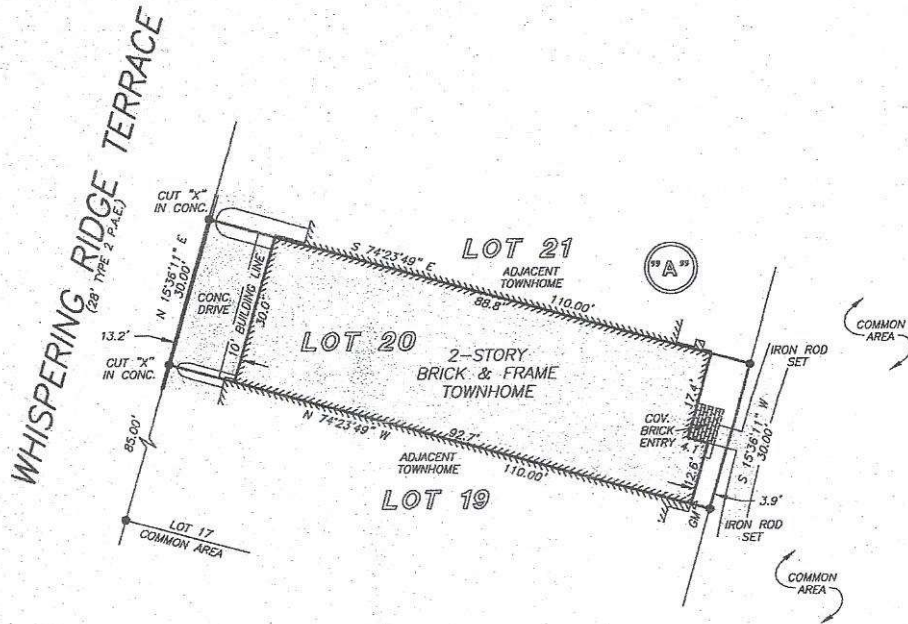 WHISPERING RIDGE TERRACE
(28' TYPE 2 P.A.E.)
CUT "X"
IN CONC.
N 15°36'11" E
30.00'
CONC.
DRIVE
10' BUILDING LINE
30.0'
13.2'
CUT "X"
IN CONC.
85.00'
LOT 17
COMMON AREA
S 74°23'49" E
LOT 21
ADJACENT
TOWNHOME
88.8'
110.00'
"A"
LOT 20
2-STORY
BRICK & FRAME
TOWNHOME
N 74°23'49" W
92.7'
ADJACENT
TOWNHOME
110.00'
LOT 19
17.4'
COV.
BRICK
ENTRY
12.6'
GM
S 15°36'11" W
30.00'
3.9'
IRON ROD
SET
IRON ROD
SET
COMMON
AREA
COMMON
AREA